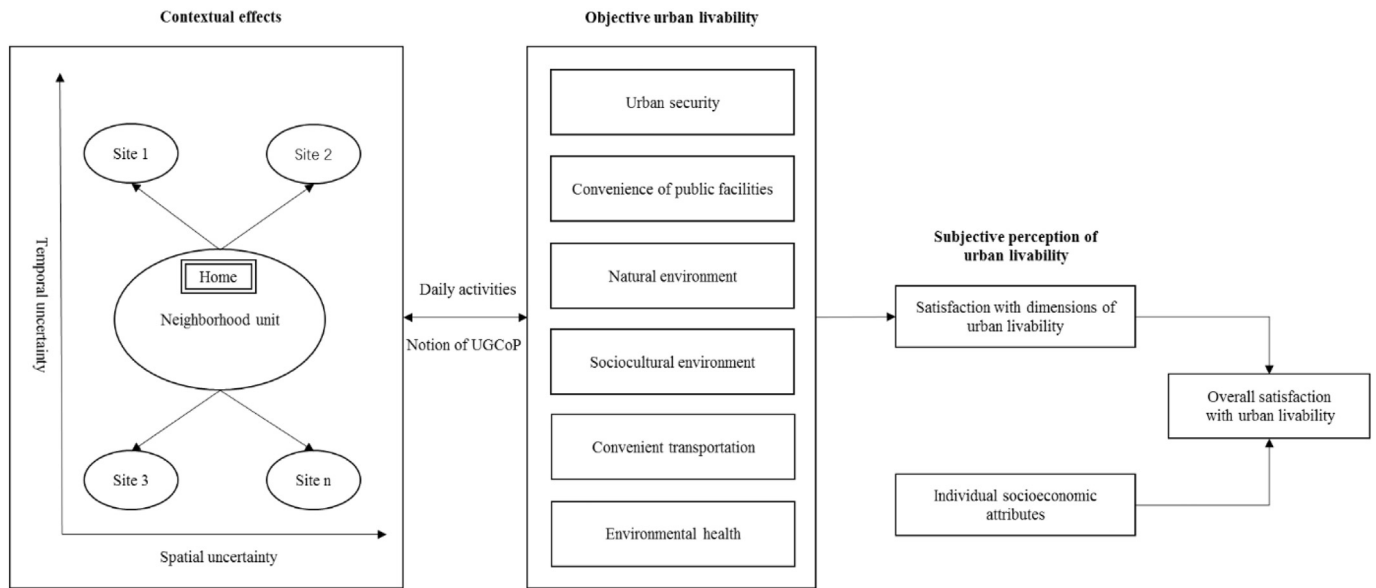 Contextual effects
Temporal uncertainty
Site 1
Site 2
Home
Neighborhood unit
Site 3
Site n
Spatial uncertainty
Daily activities
Notion of UGCoP
Objective urban livability
Urban security
Convenience of public facilities
Natural environment
Sociocultural environment
Convenient transportation
Environmental health
Subjective perception of
urban livability
Satisfaction with dimensions of
urban livability
Individual socioeconomic
attributes
Overall satisfaction
with urban livability